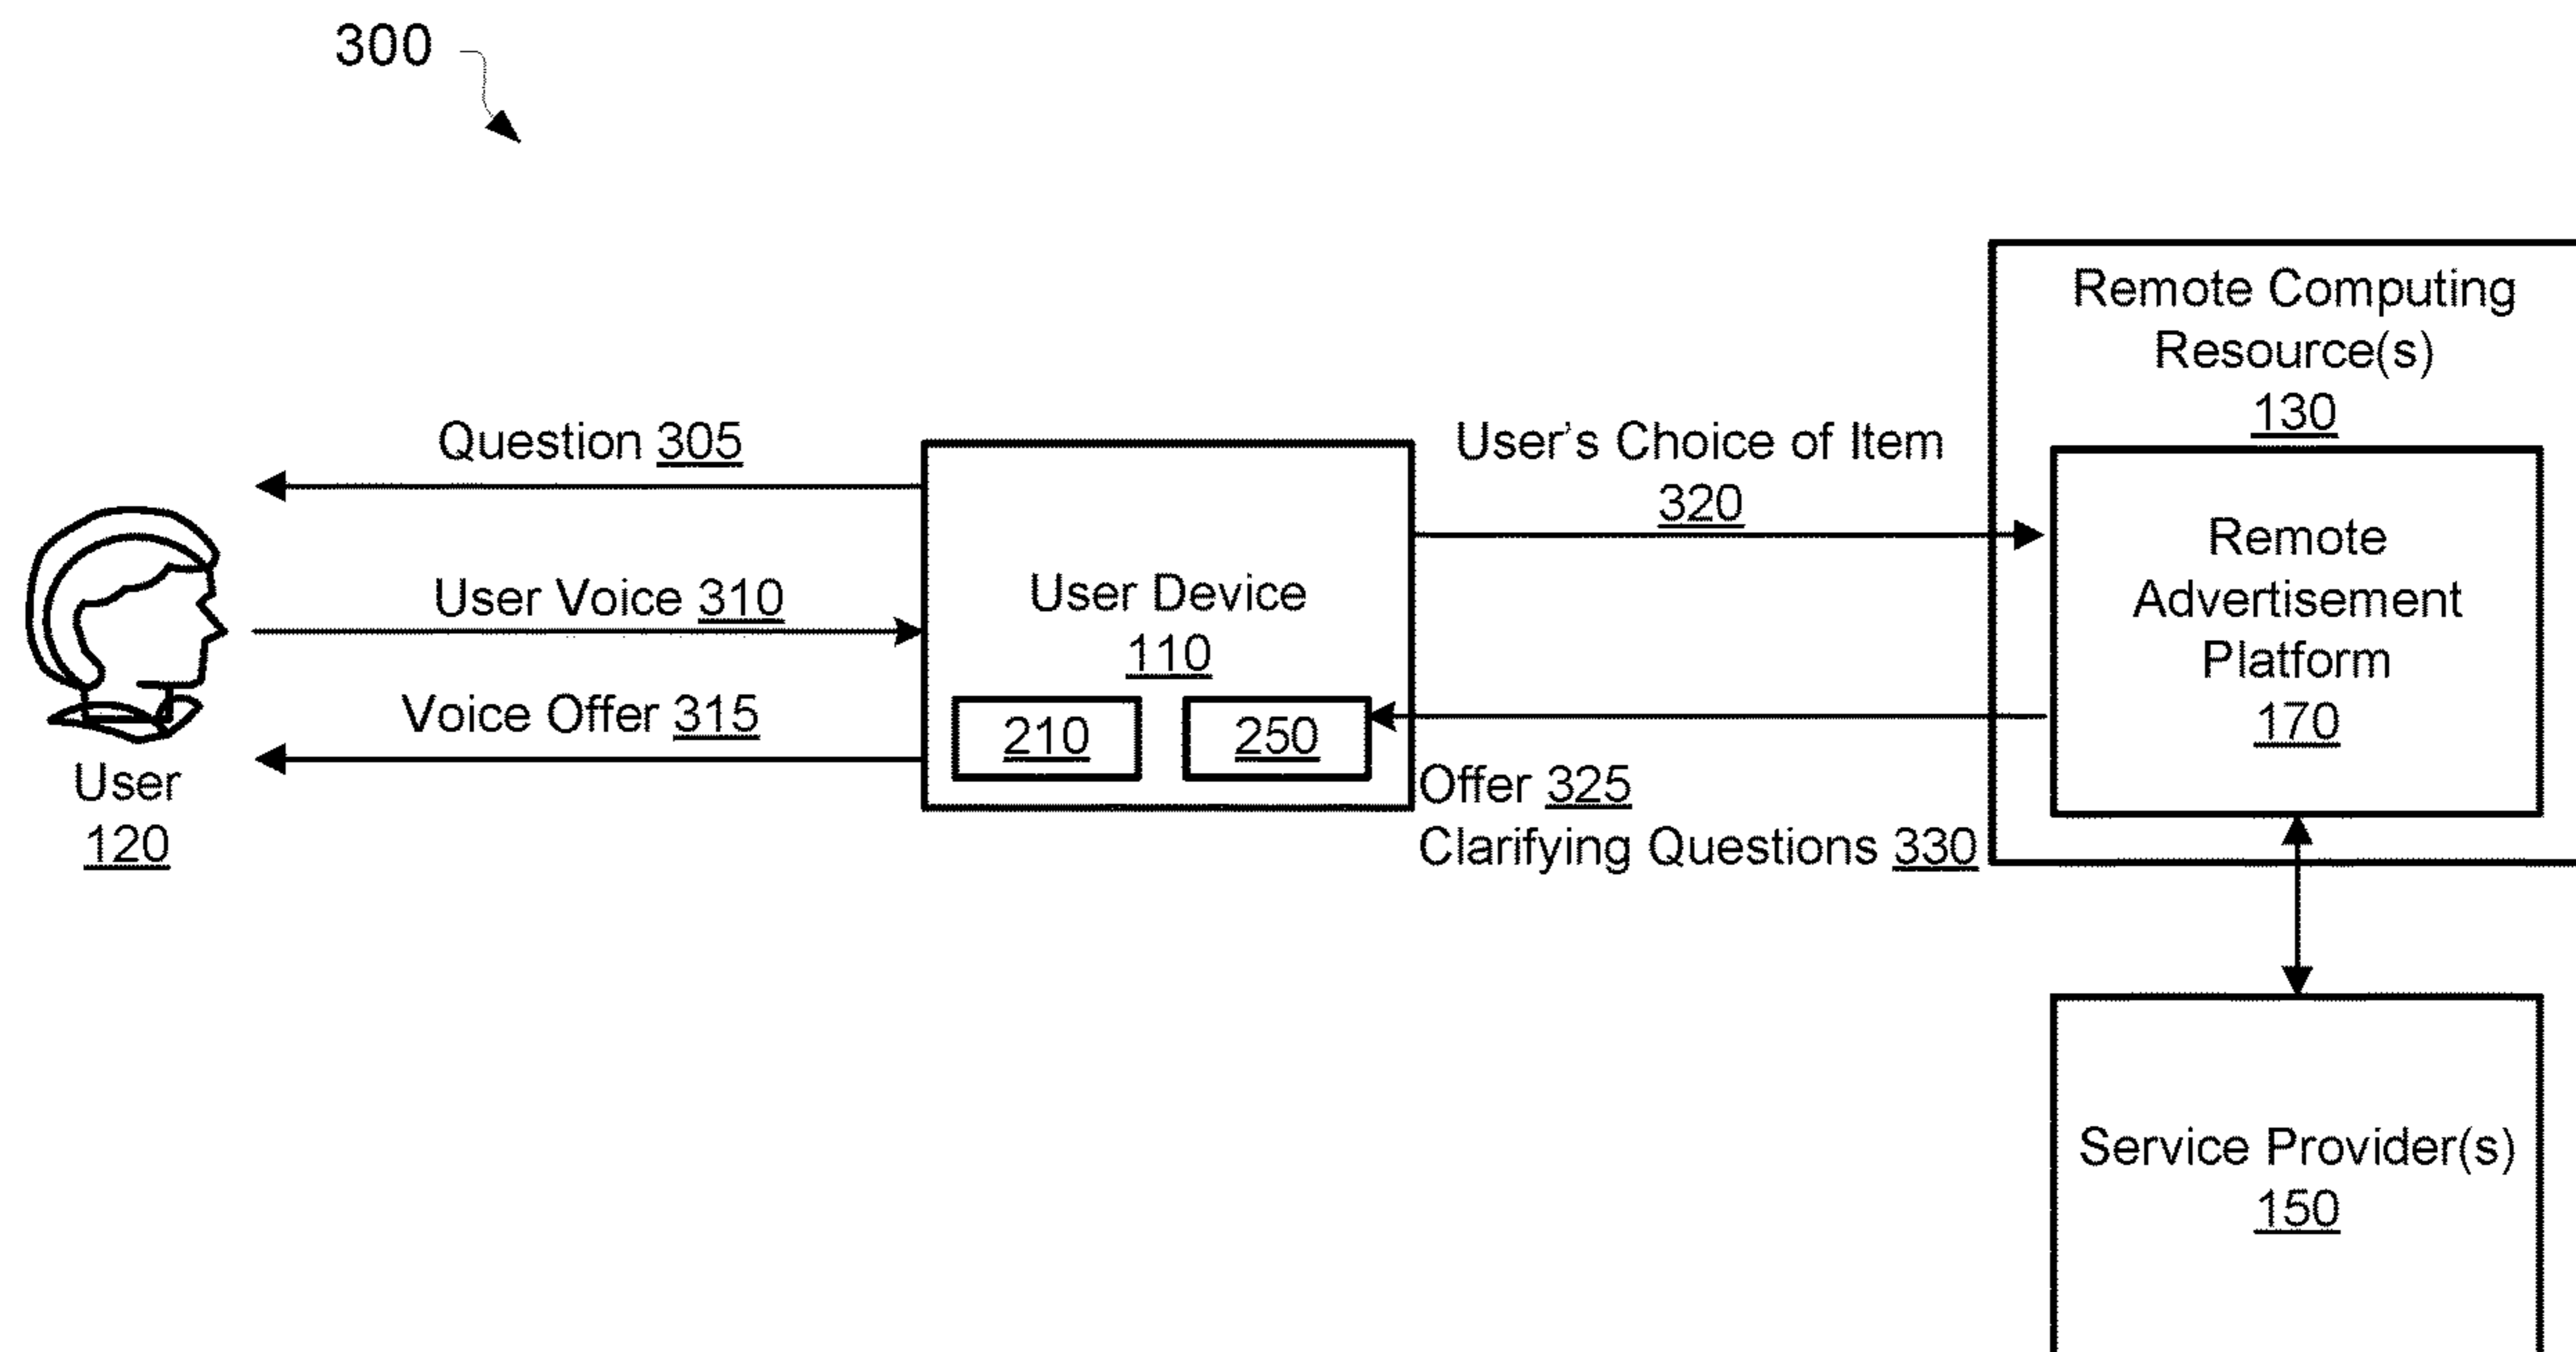 300
Remote Computing
Resource(s)
130
Question 305
User's Choice of Item
320
Remote
Advertisement
Platform
170
User Voice 310
User Device
110
Voice Offer 315
210
250
User
120
Offer 325
Clarifying Questions 330
Service Provider(s)
150